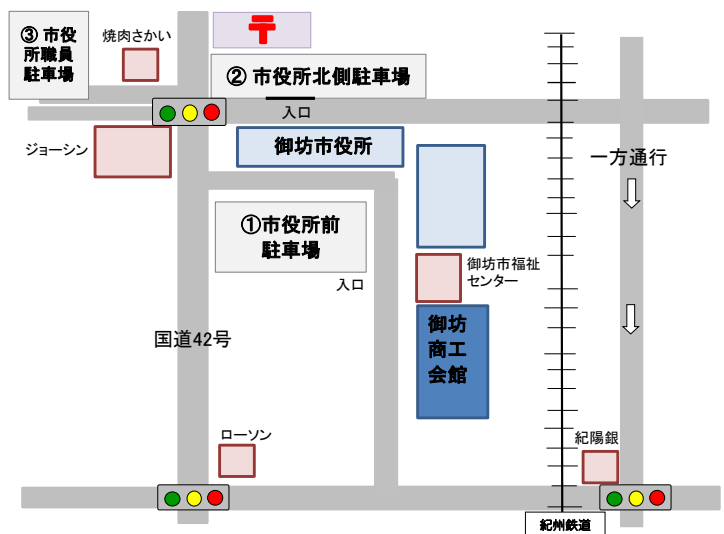 ③ 市役
所職員
駐車場
焼肉さかい
〒
② 市役所北側駐車場
入口
ジョーシン
御坊市役所
一方通行
①市役所前
駐車場
入口
御坊市福祉
センター
国道42号
御坊
商工
会館
ローソン
紀陽銀
紀州鉄道